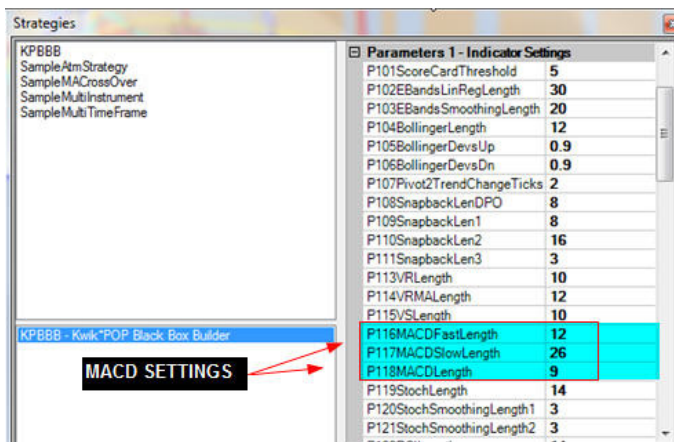 Strategies
KPBBB
SampleAtmStrategy
SampleMACrossOver
SampleMultiInstrument
SampleMultiTimeFrame
KPBBB - Kwik*POP Black Box Builder
MACD SETTINGS
Parameters 1 - Indicator Settings
P101ScoreCardThreshold 5
P102EBandsLinRegLength 30
P103EBandsSmoothingLength 20
P104BollingerLength 12
P105BollingerDevsUp 0.9
P106BollingerDevsDn 0.9
P107Pivot2TrendChangeTicks 2
P108SnapbackLenDPO 8
P109SnapbackLen1 8
P110SnapbackLen2 16
P111SnapbackLen3 3
P113VRLength 10
P114VRMALength 12
P115VSLength 10
P116MACDFastLength 12
P117MACDSlowLength 26
P118MACDLength 9
P119StochLength 14
P120StochSmoothingLength1 3
P121StochSmoothingLength2 3